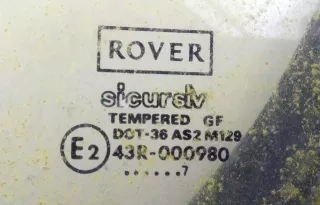 ROVER
sicursiv
TEMPERED GF
DOT-36 AS2 M129
E2 43R-000980
......7